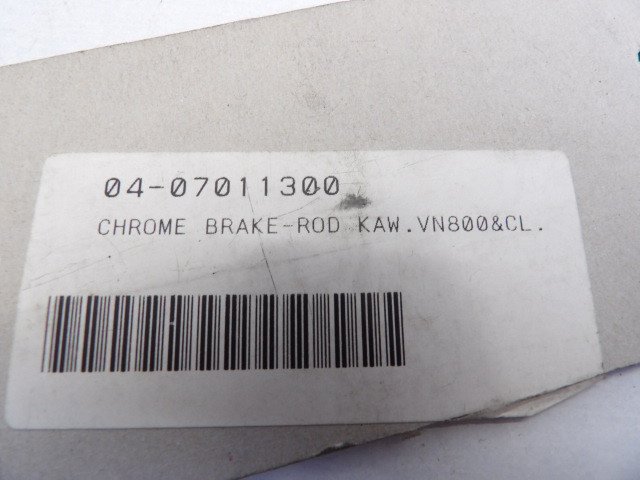 04-07011300
CHROME BRAKE-ROD KAW.VN800&CL.